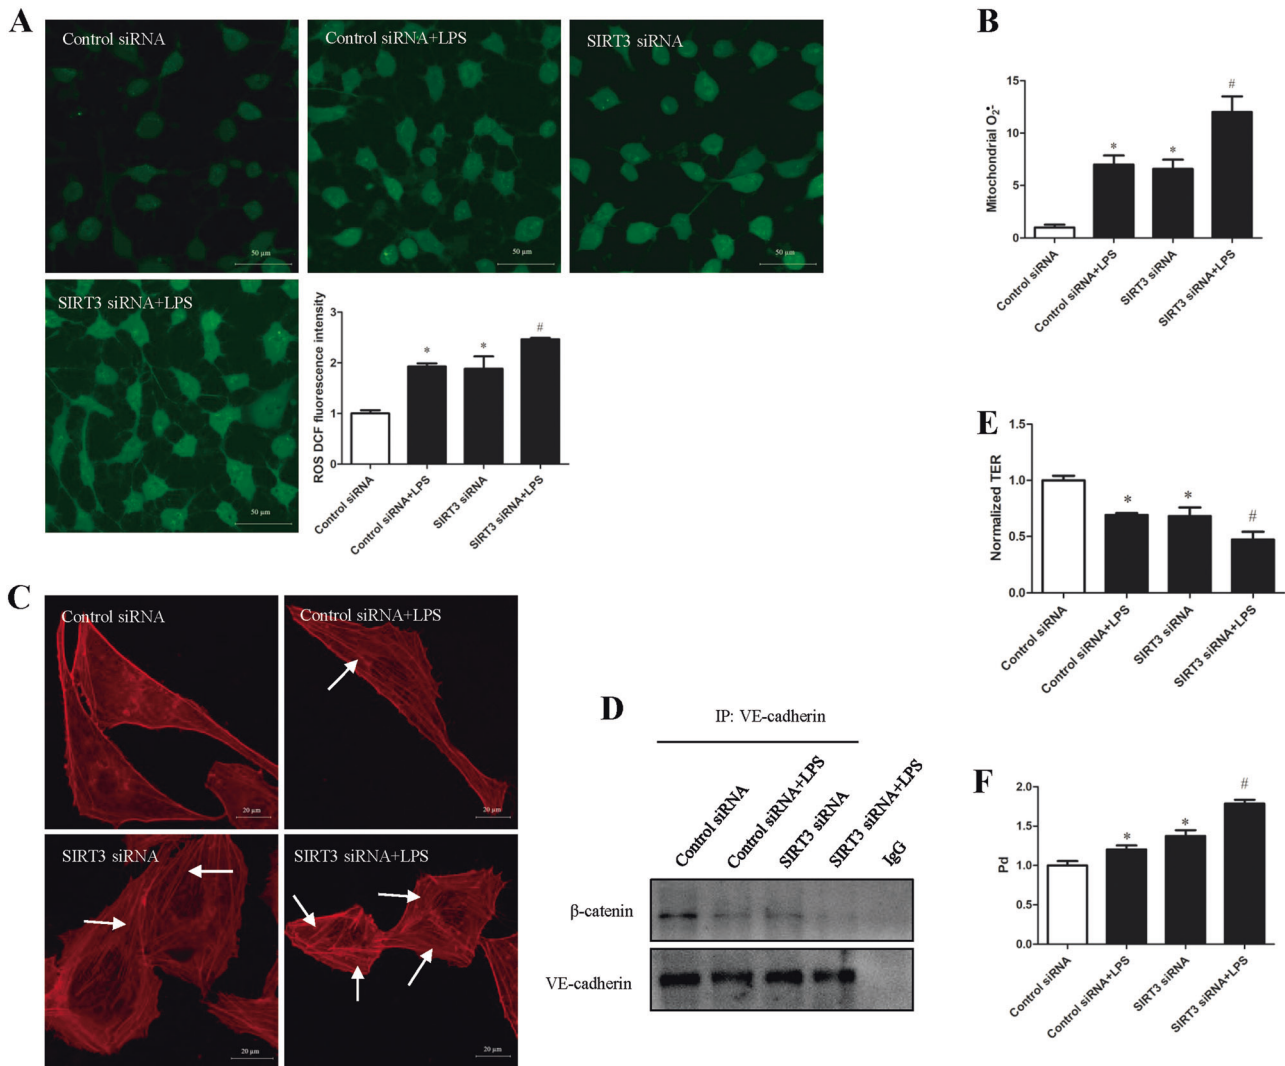 A
Control siRNA
50 µm
Control siRNA+LPS
50 µm
SIRT3 siRNA
50 µm
SIRT3 siRNA+LPS
50 µm
ROS DCF fluorescence intensity
3
2
1
0
*
*
#
Control siRNA
Control siRNA+LPS
SIRT3 siRNA
SIRT3 siRNA+LPS
B
Mitochondrial O₂•-
15
10
5
0
*
*
#
Control siRNA
Control siRNA+LPS
SIRT3 siRNA
SIRT3 siRNA+LPS
C
Control siRNA
20 µm
Control siRNA+LPS
20 µm
SIRT3 siRNA
20 µm
SIRT3 siRNA+LPS
20 µm
D
IP: VE-cadherin
Control siRNA
Control siRNA+LPS
SIRT3 siRNA
SIRT3 siRNA+LPS
IgG
β-catenin
VE-cadherin
E
Normalized TER
1.5
1.0
0.5
0.0
*
*
#
Control siRNA
Control siRNA+LPS
SIRT3 siRNA
SIRT3 siRNA+LPS
F
Pd
2.0
1.5
1.0
0.5
0.0
*
*
#
Control siRNA
Control siRNA+LPS
SIRT3 siRNA
SIRT3 siRNA+LPS